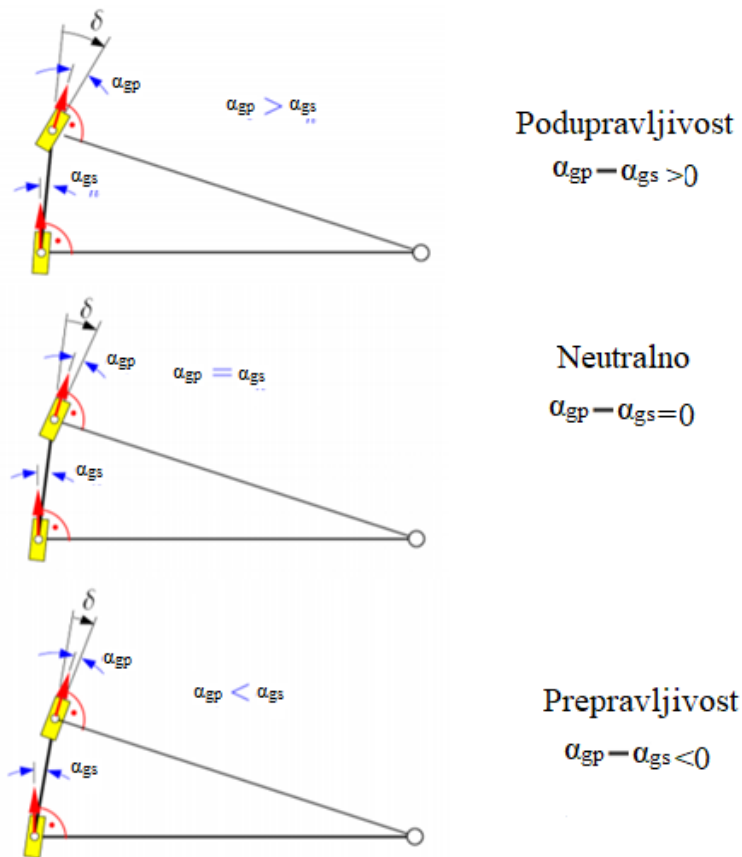 δ
αgp
αgp > αgs
αgs
Podupravljivost
αgp − αgs >0
δ
αgp
αgp = αgs
αgs
Neutralno
αgp − αgs=0
δ
αgp
αgp < αgs
αgs
Prepravljivost
αgp − αgs<0